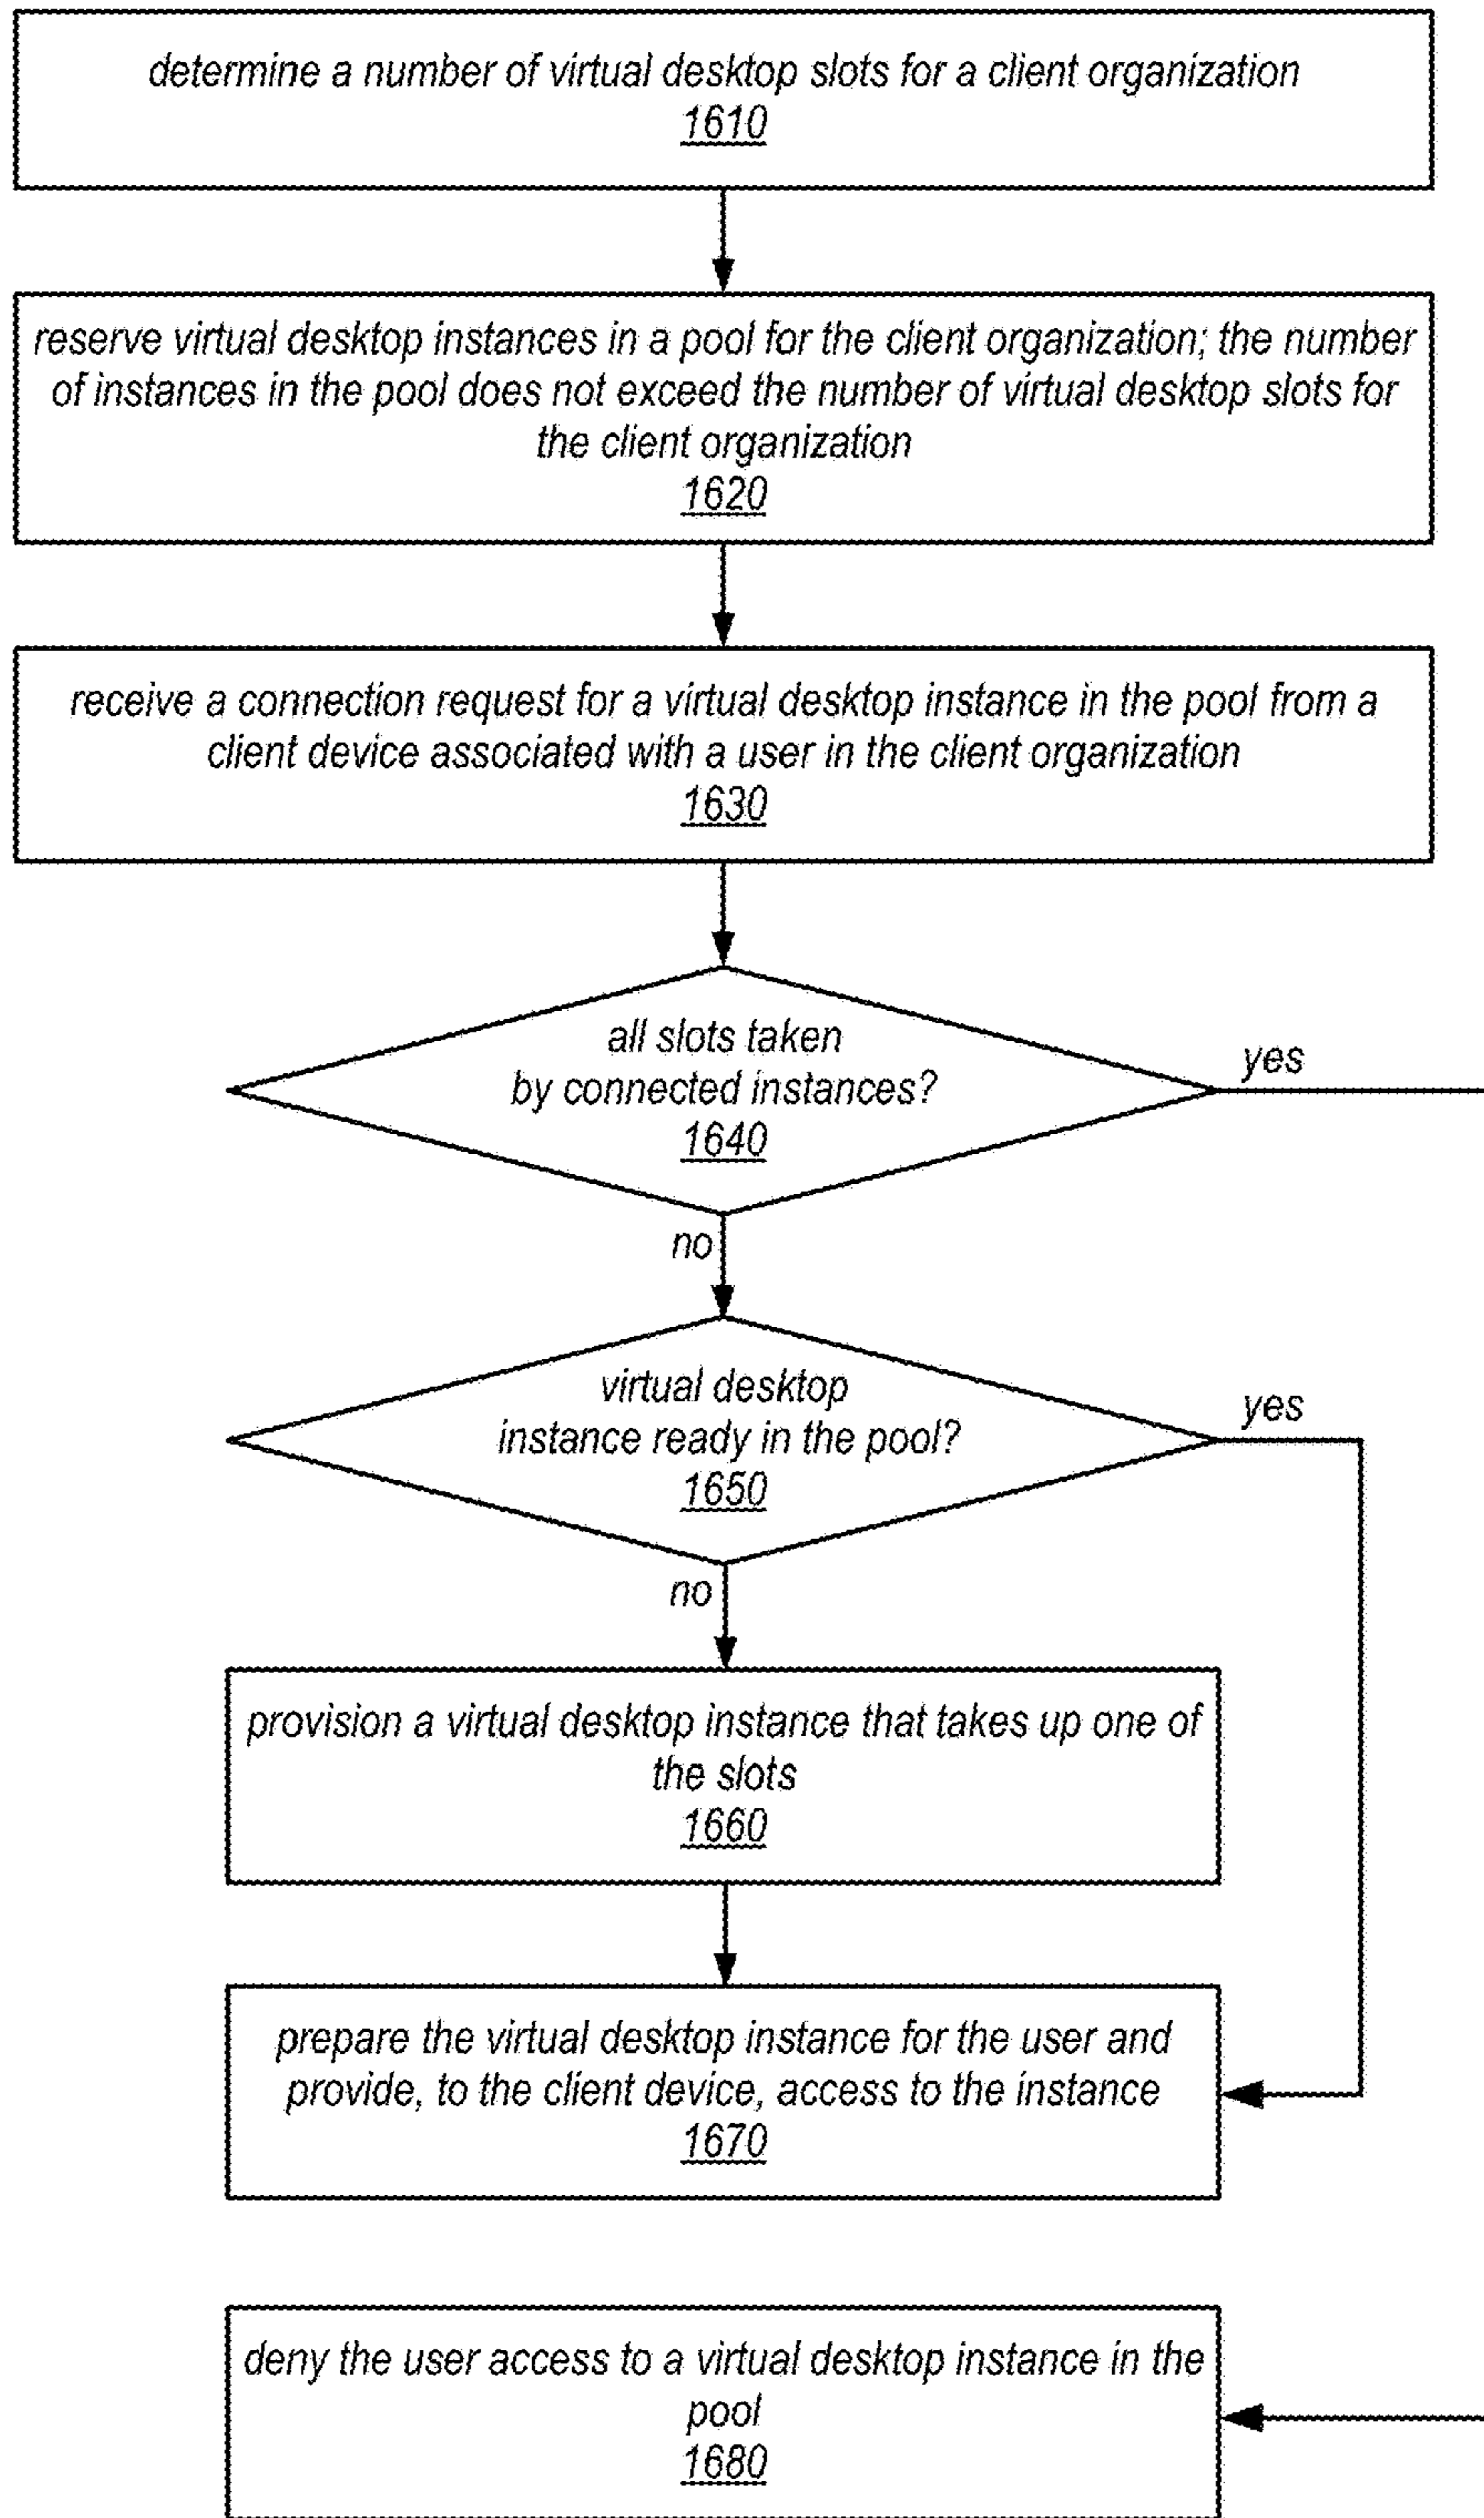 determine a number of virtual desktop slots for a client organization
1610
reserve virtual desktop instances in a pool for the client organization; the number
of instances in the pool does not exceed the number of virtual desktop slots for
the client organization
1620
receive a connection request for a virtual desktop instance in the pool from a
client device associated with a user in the client organization
1630
all slots taken
by connected instances?
1640
yes
no
virtual desktop
instance ready in the pool?
1650
yes
no
provision a virtual desktop instance that takes up one of
the slots
1660
prepare the virtual desktop instance for the user and
provide, to the client device, access to the instance
1670
deny the user access to a virtual desktop instance in the
pool
1680